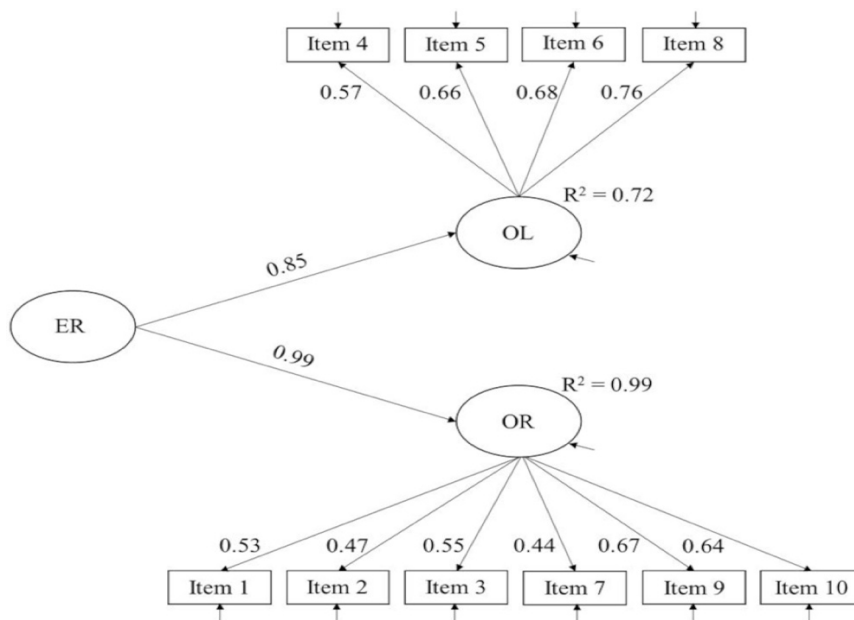 Item 4 Item 5 Item 6 Item 8
0.57 0.66 0.68 0.76
R² = 0.72
OL
0.85
ER
0.99
R² = 0.99
OR
0.53 0.47 0.55 0.44 0.67 0.64
Item 1 Item 2 Item 3 Item 7 Item 9 Item 10